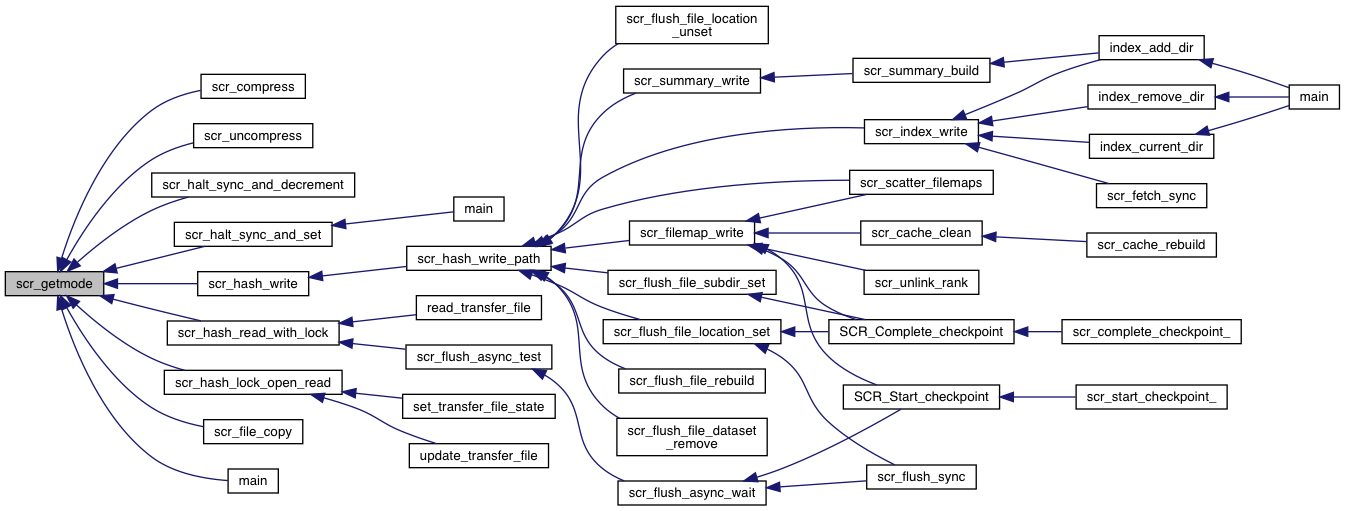 scr_getmode
scr_compress
scr_uncompress
scr_halt_sync_and_decrement
scr_halt_sync_and_set
scr_hash_write
scr_hash_read_with_lock
scr_hash_lock_open_read
scr_file_copy
main
main
scr_hash_write_path
read_transfer_file
scr_flush_async_test
set_transfer_file_state
update_transfer_file
scr_flush_file_location
_unset
scr_summary_write
scr_filemap_write
scr_flush_file_subdir_set
scr_flush_file_location_set
scr_flush_file_rebuild
scr_flush_file_dataset
_remove
scr_flush_async_wait
scr_summary_build
scr_index_write
scr_scatter_filemaps
scr_cache_clean
scr_unlink_rank
SCR_Complete_checkpoint
SCR_Start_checkpoint
scr_flush_sync
index_add_dir
index_remove_dir
index_current_dir
scr_fetch_sync
scr_cache_rebuild
scr_complete_checkpoint_
scr_start_checkpoint_
main